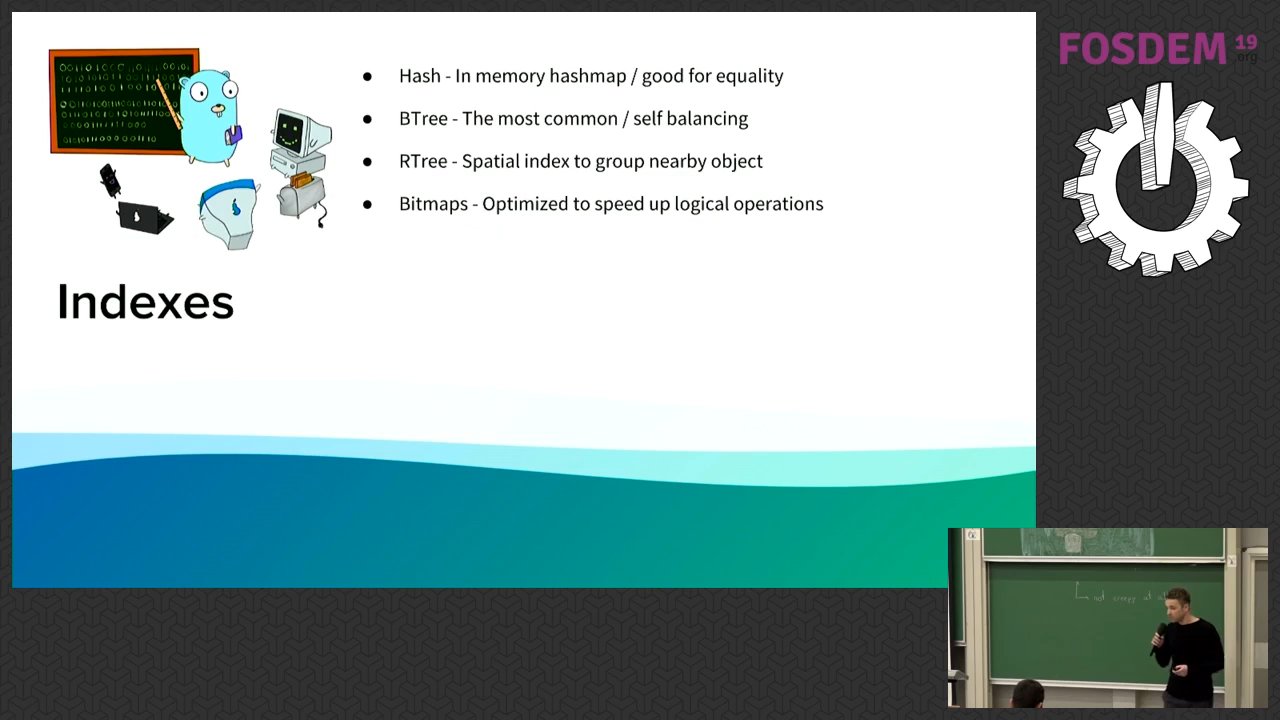 Hash - In memory hashmap / good for equality
BTree - The most common / self balancing
RTree - Spatial index to group nearby object
Bitmaps - Optimized to speed up logical operations
Indexes
FOSDEM 19
.org